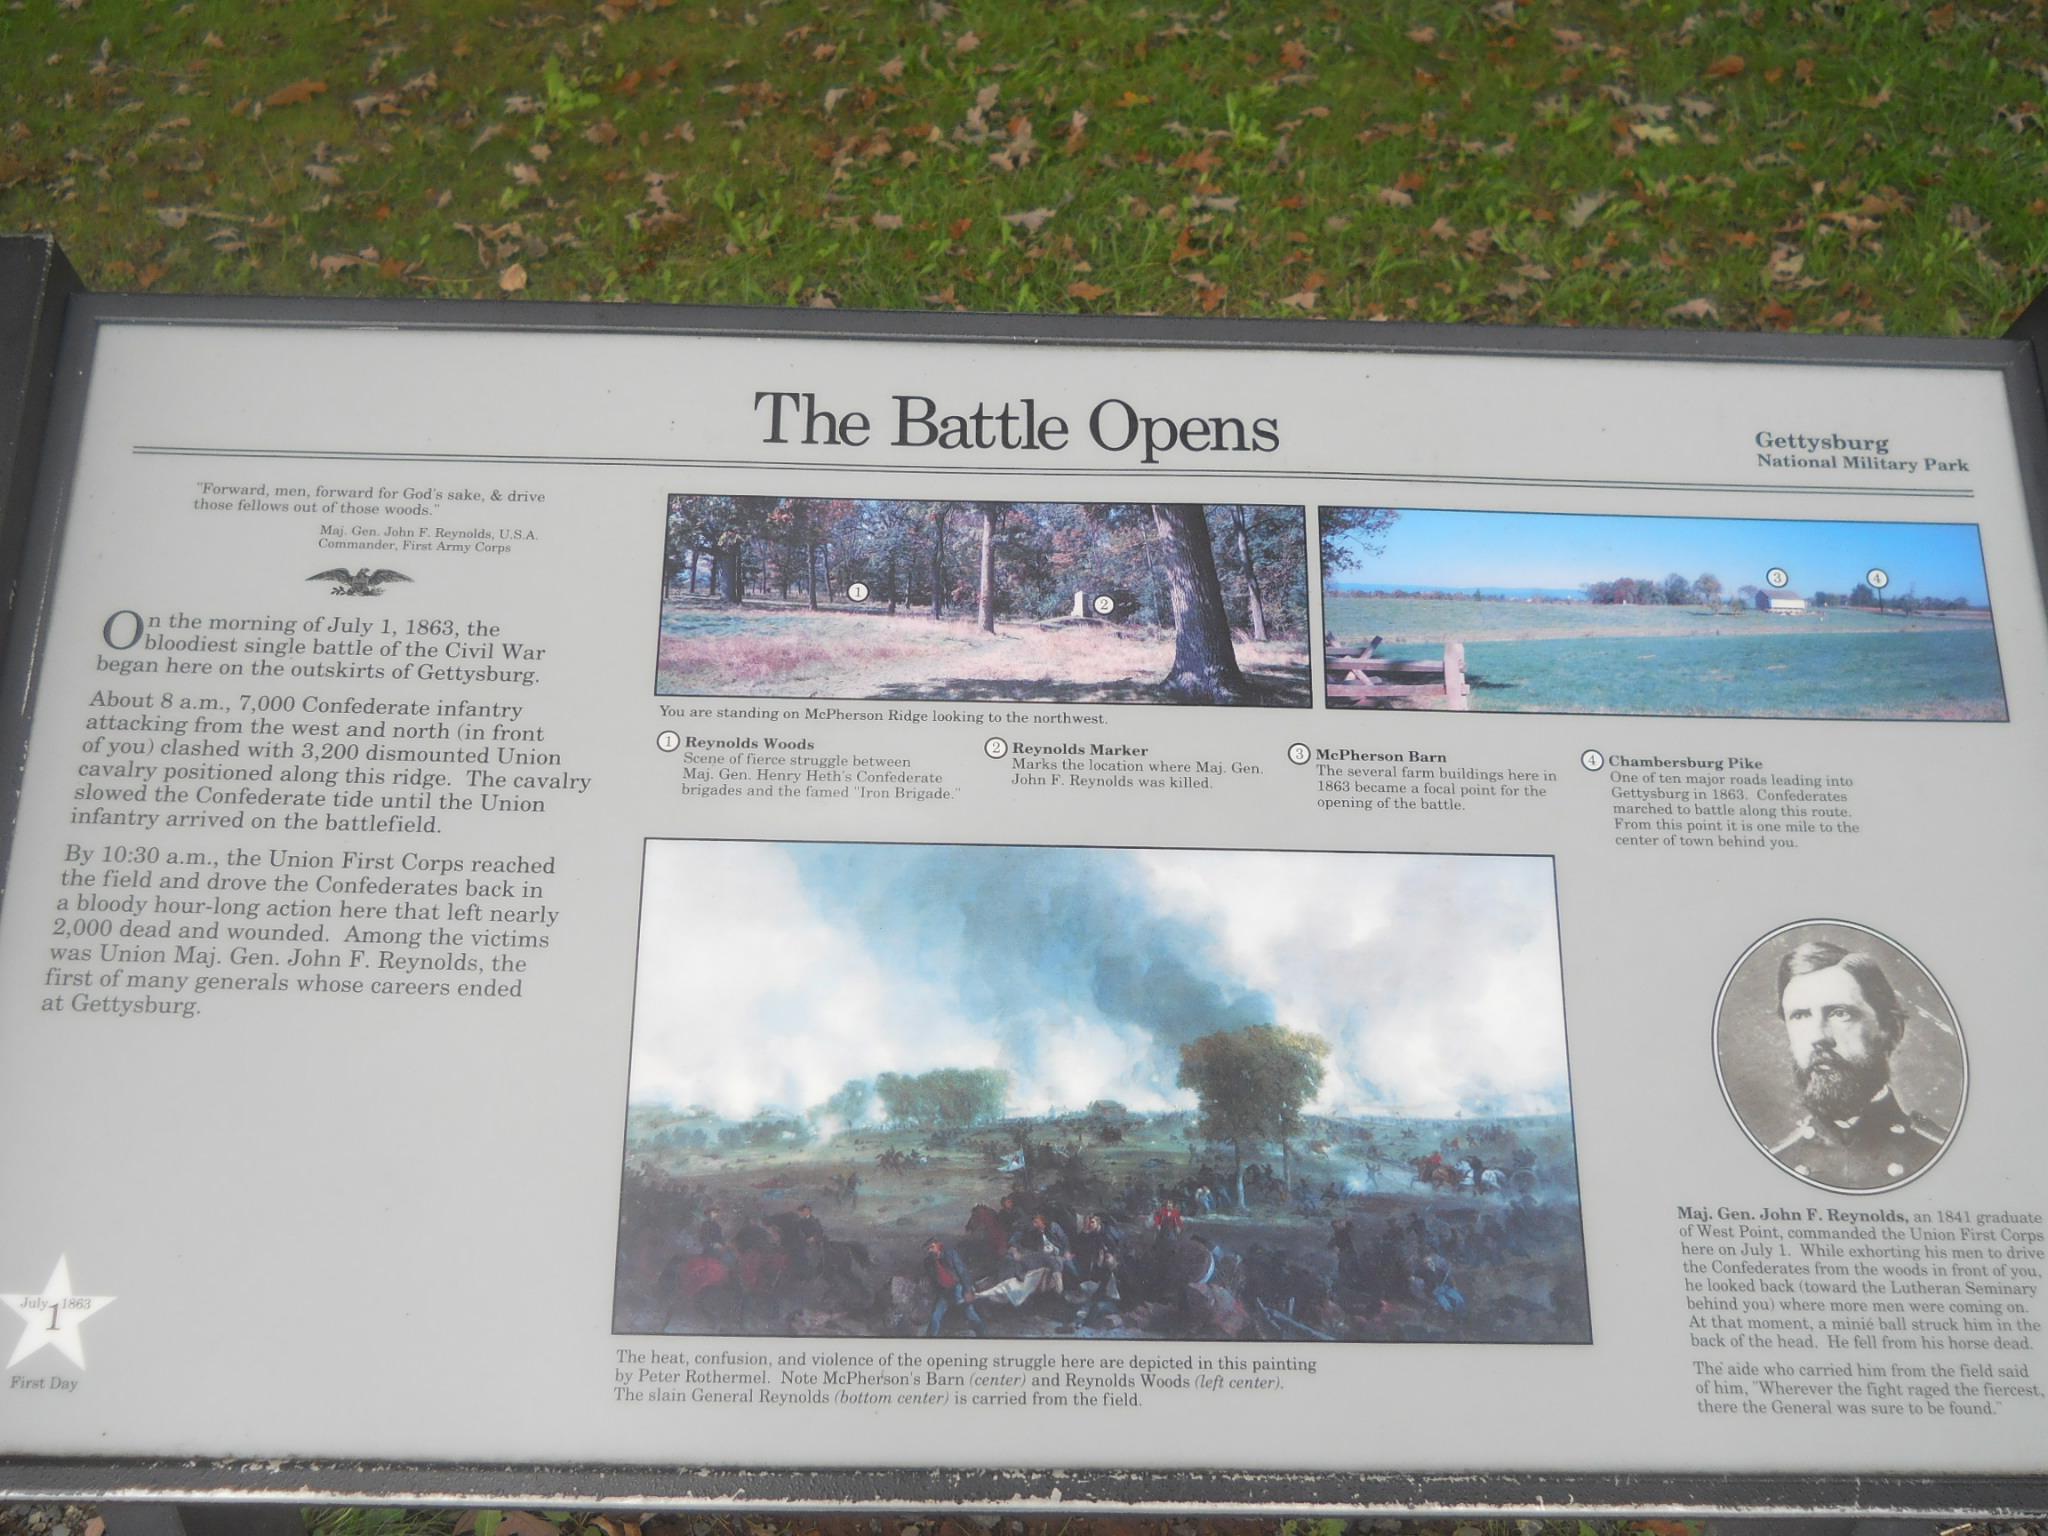 The Battle Opens
Gettysburg
National Military Park
"Forward, men, forward for God's sake, & drive
those fellows out of those woods."
Maj. Gen. John F. Reynolds, U.S.A.
Commander, First Army Corps
On the morning of July 1, 1863, the
bloodiest single battle of the Civil War
began here on the outskirts of Gettysburg.
About 8 a.m., 7,000 Confederate infantry
attacking from the west and north (in front
of you) clashed with 3,200 dismounted Union
cavalry positioned along this ridge. The cavalry
slowed the Confederate tide until the Union
infantry arrived on the battlefield.
By 10:30 a.m., the Union First Corps reached
the field and drove the Confederates back in
a bloody hour-long action here that left nearly
2,000 dead and wounded. Among the victims
was Union Maj. Gen. John F. Reynolds, the
first of many generals whose careers ended
at Gettysburg.
July 1 1863
First Day
1
2
3
4
You are standing on McPherson Ridge looking to the northwest.
1 Reynolds Woods
Scene of fierce struggle between
Maj. Gen. Henry Heth's Confederate
brigades and the famed "Iron Brigade."
2 Reynolds Marker
Marks the location where Maj. Gen.
John F. Reynolds was killed.
3 McPherson Barn
The several farm buildings here in
1863 became a focal point for the
opening of the battle.
4 Chambersburg Pike
One of ten major roads leading into
Gettysburg in 1863. Confederates
marched to battle along this route.
From this point it is one mile to the
center of town behind you.
The heat, confusion, and violence of the opening struggle here are depicted in this painting
by Peter Rothermel. Note McPherson's Barn (center) and Reynolds Woods (left center).
The slain General Reynolds (bottom center) is carried from the field.
Maj. Gen. John F. Reynolds, an 1841 graduate
of West Point, commanded the Union First Corps
here on July 1. While exhorting his men to drive
the Confederates from the woods in front of you,
he looked back (toward the Lutheran Seminary
behind you) where more men were coming on.
At that moment, a minié ball struck him in the
back of the head. He fell from his horse dead.
The aide who carried him from the field said
of him, "Wherever the fight raged the fiercest,
there the General was sure to be found."